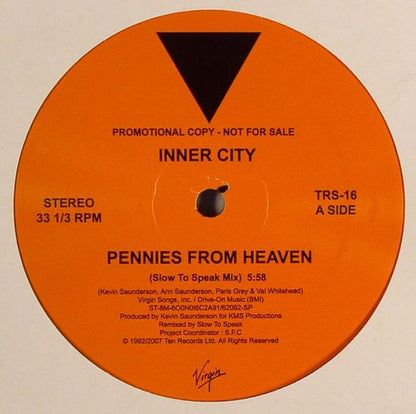 PROMOTIONAL COPY - NOT FOR SALE
INNER CITY
STEREO
33 1/3 RPM
TRS-16
A SIDE
PENNIES FROM HEAVEN
(Slow To Speak Mix) 5:58
(Kevin Saunderson, Ann Saunderson, Paris Grey & Val Whitehead)
Virgin Songs, Inc. / Drive-On Music (BMI)
ST-8M-6O0N0I6C2A91/62092-SP
Produced by Kevin Saunderson for KMS Productions
Remixed by Slow To Speak
Project Coordinator : S.F.C
© 1992/2007 Ten Records Ltd. All Rights Reserved
Virgin